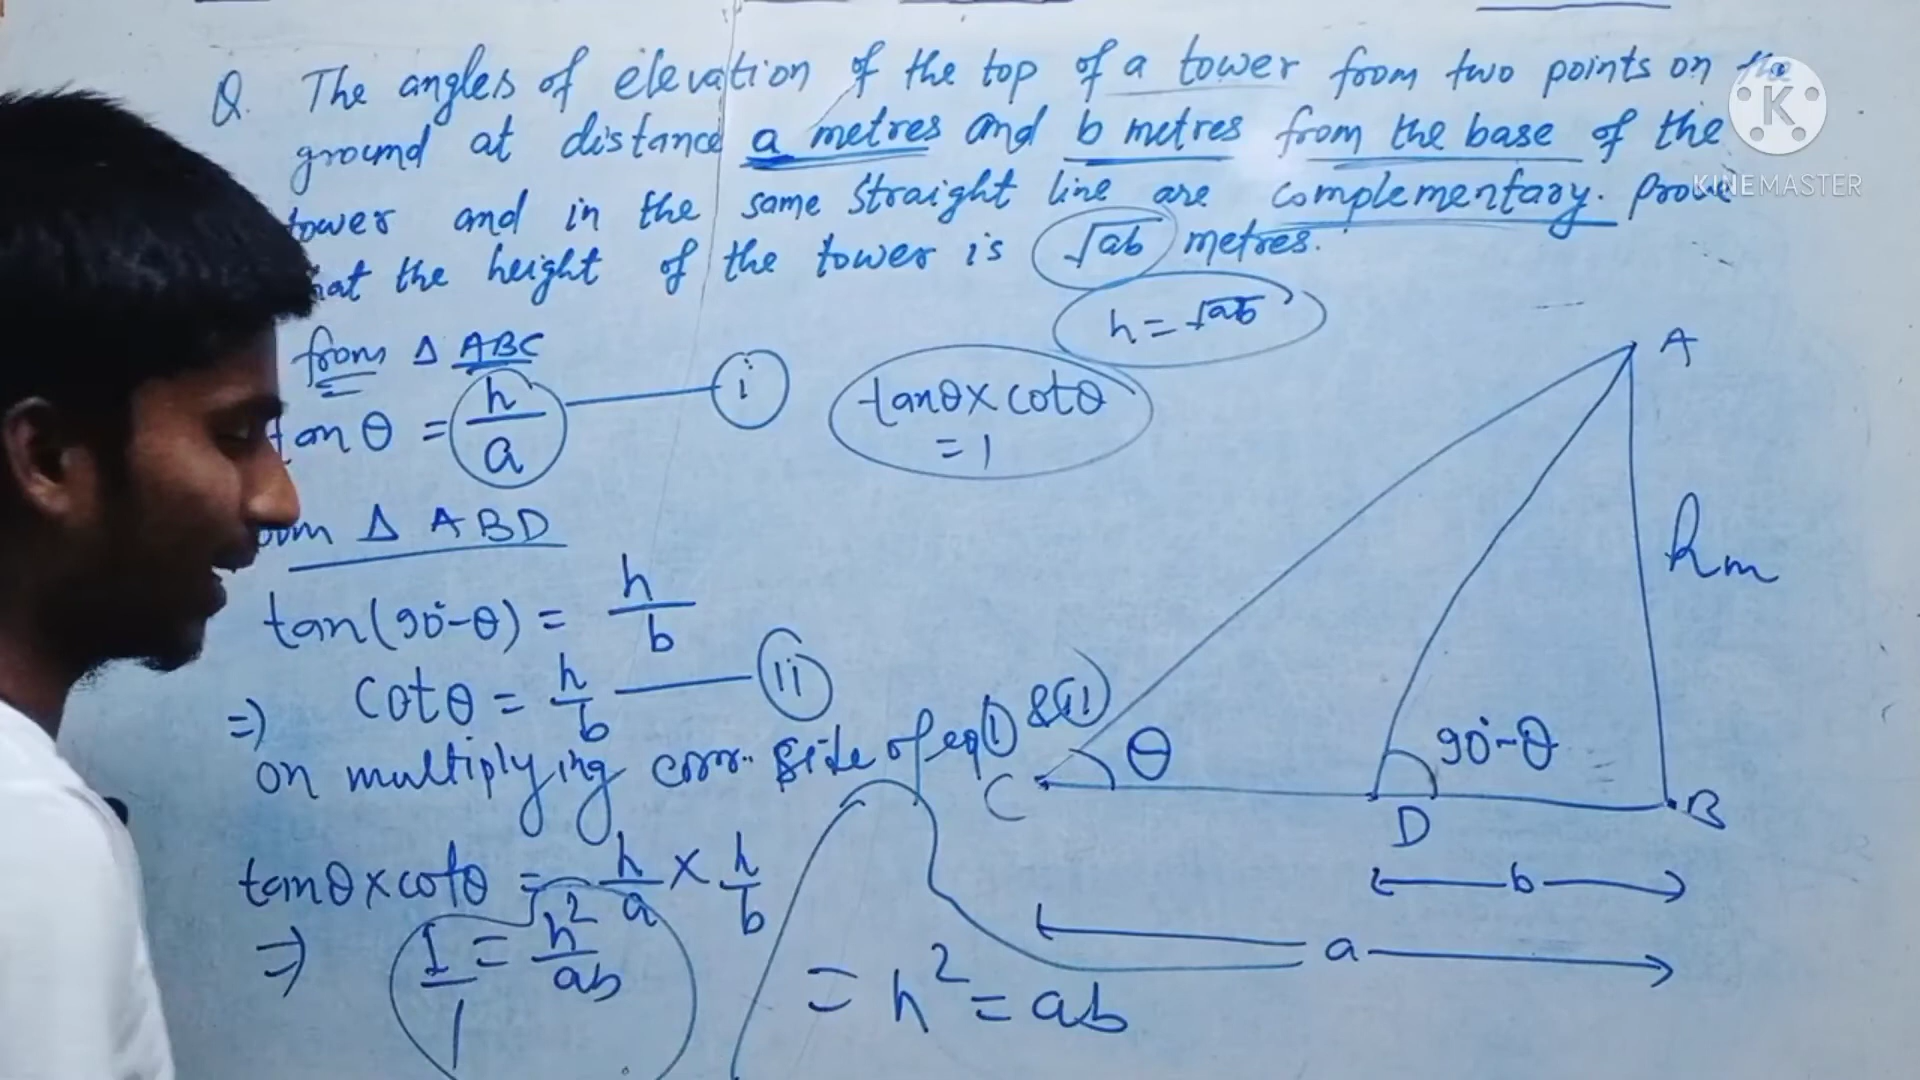 Q. The angles of elevation of the top of a tower from two points on the
ground at distance a metres and b metres from the base of the
tower and in the same straight line are complementary. prove
that the height of the tower is √ab metres.
h = √ab
from Δ ABC
tan θ = h/a — i
tanθ × cotθ
= 1
from Δ ABD
tan(90°-θ) = h/b
⇒ cotθ = h/b — ii
on multiplying corr. side of eq(i) & (ii)
tanθ × cotθ = h/a × h/b
⇒ 1/1 = h²/ab
= h² = ab
A
hm
C θ
D 90°-θ
B
b
a
K
KINEMASTER